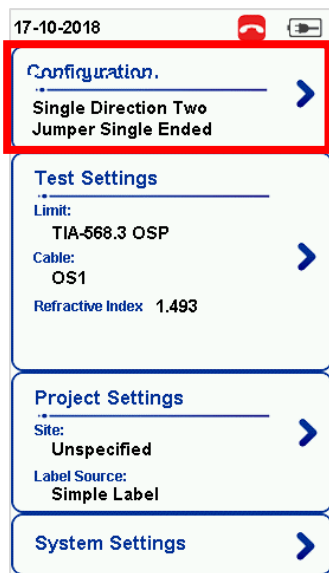 17-10-2018
Configuration.
Single Direction Two
Jumper Single Ended
Test Settings
Limit:
TIA-568.3 OSP
Cable:
OS1
Refractive Index 1.493
Project Settings
Site:
Unspecified
Label Source:
Simple Label
System Settings